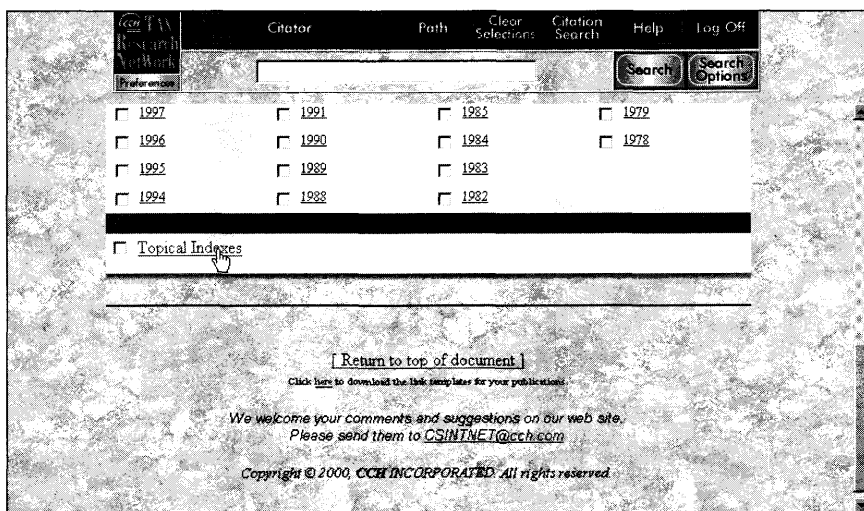 CCH TAX
Research
NetWork
Preferences
Citator Path Clear Selections Citation Search Help Log Off
Search Search Options
1997 1991 1985 1979
1996 1990 1984 1978
1995 1989 1983
1994 1988 1982
Topical Indexes
[ Return to top of document ]
Click here to download the link templates for your publications.
We welcome your comments and suggestions on our web site.
Please send them to CSINTNET@cch.com
Copyright © 2000, CCH INCORPORATED. All rights reserved.